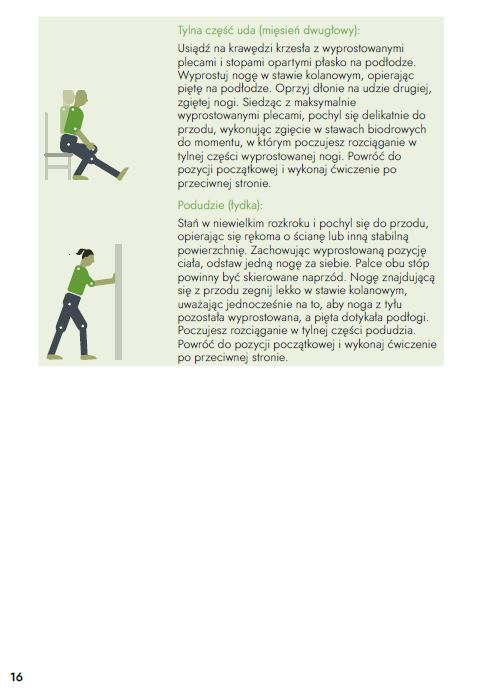 Tylna część uda (mięsień dwugłowy):
Usiądź na krawędzi krzesła z wyprostowanymi
plecami i stopami opartymi płasko na podłodze.
Wyprostuj nogę w stawie kolanowym, opierając
piętę na podłodze. Oprzyj dłonie na udzie drugiej,
zgiętej nogi. Siedząc z maksymalnie
wyprostowanymi plecami, pochyl się delikatnie do
przodu, wykonując zgięcie w stawach biodrowych
do momentu, w którym poczujesz rozciąganie w
tylnej części wyprostowanej nogi. Powróć do
pozycji początkowej i wykonaj ćwiczenie po
przeciwnej stronie.
Podudzie (łydka):
Stań w niewielkim rozkroku i pochyl się do przodu,
opierając się rękoma o ścianę lub inną stabilną
powierzchnię. Zachowując wyprostowaną pozycję
ciała, odstaw jedną nogę za siebie. Palce obu stóp
powinny być skierowane naprzód. Nogę znajdującą
się z przodu zegnij lekko w stawie kolanowym,
uważając jednocześnie na to, aby noga z tyłu
pozostała wyprostowana, a pięta dotykała podłogi.
Poczujesz rozciąganie w tylnej części podudzia.
Powróć do pozycji początkowej i wykonaj ćwiczenie
po przeciwnej stronie.
16